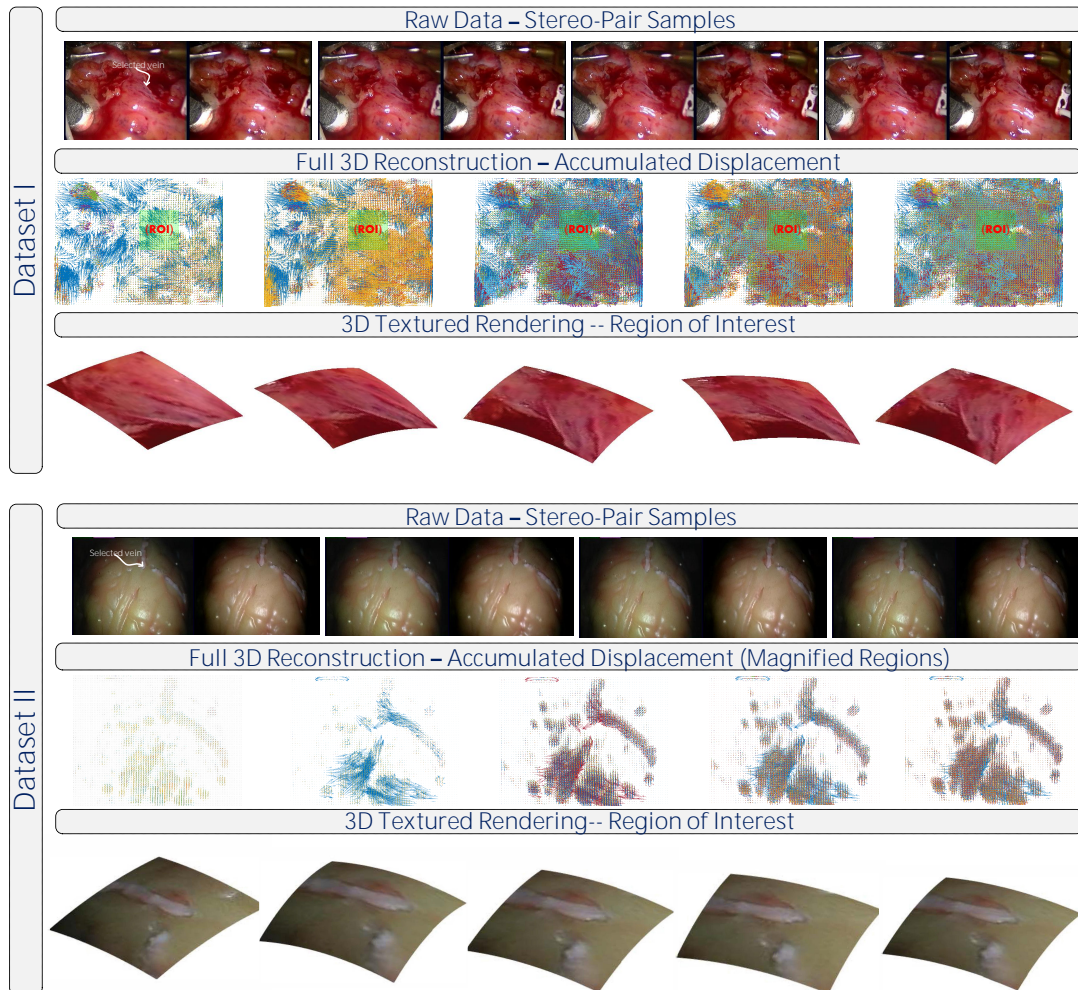 Dataset I
Raw Data – Stereo-Pair Samples
Selected vein
Full 3D Reconstruction – Accumulated Displacement
(ROI) (ROI) (ROI) (ROI) (ROI)
3D Textured Rendering -- Region of Interest
Dataset II
Raw Data – Stereo-Pair Samples
Selected vein
Full 3D Reconstruction – Accumulated Displacement (Magnified Regions)
3D Textured Rendering-- Region of Interest